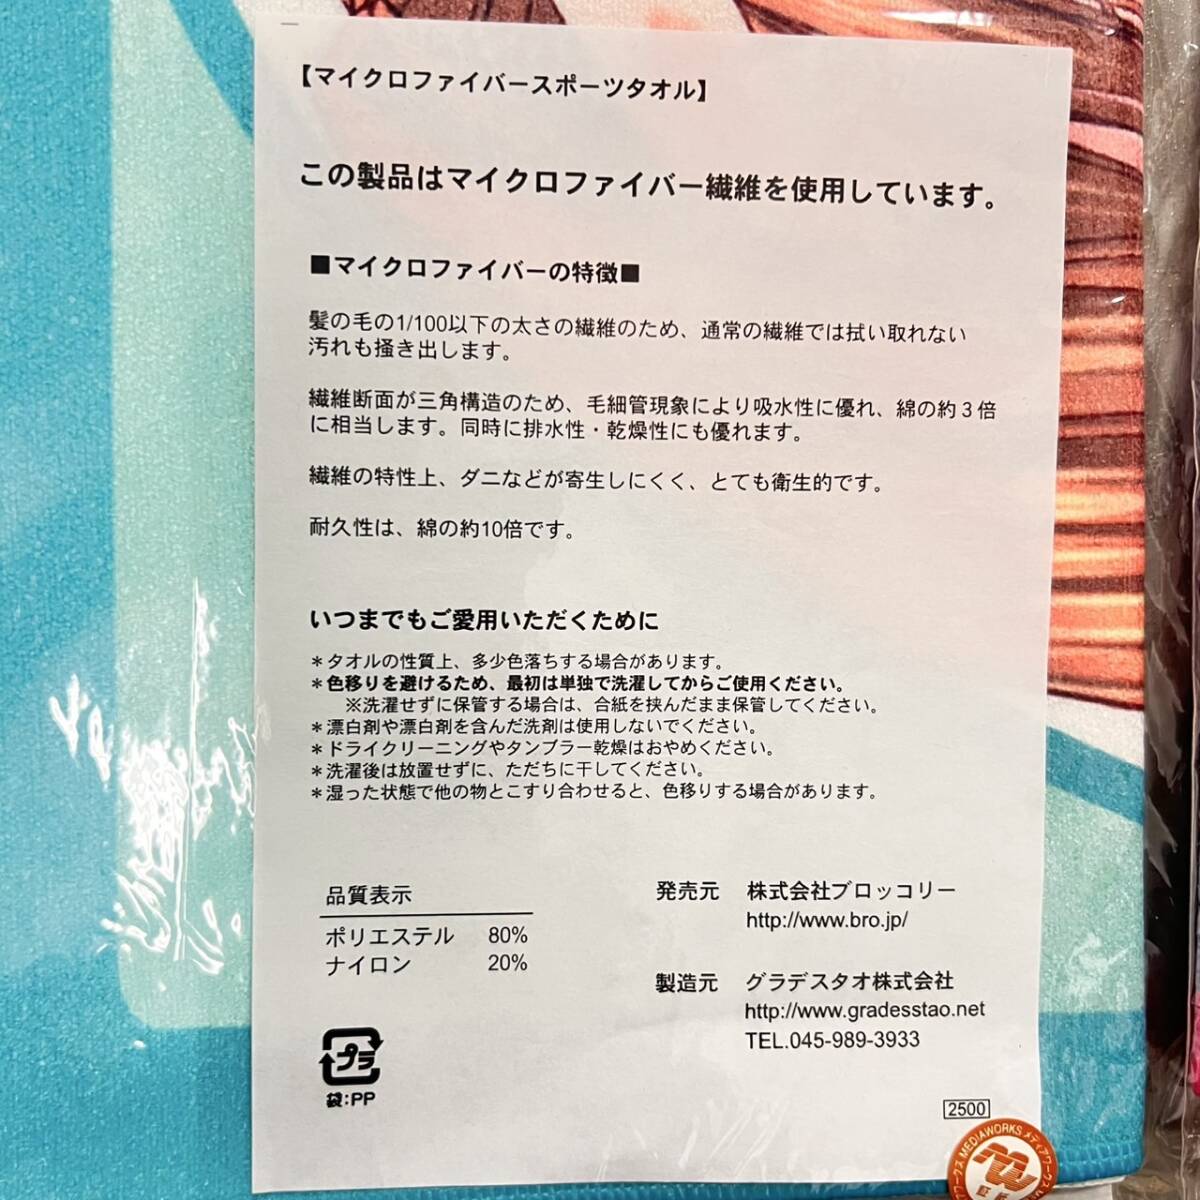 【マイクロファイバースポーツタオル】
この製品はマイクロファイバー繊維を使用しています。
■マイクロファイバーの特徴■
髪の毛の1/100以下の太さの繊維のため、通常の繊維では拭い取れない
汚れも掻き出します。
繊維断面が三角構造のため、毛細管現象により吸水性に優れ、綿の約３倍
に相当します。同時に排水性・乾燥性にも優れます。
繊維の特性上、ダニなどが寄生しにくく、とても衛生的です。
耐久性は、綿の約10倍です。
いつまでもご愛用いただくために
＊タオルの性質上、多少色落ちする場合があります。
＊色移りを避けるため、最初は単独で洗濯してからご使用ください。
※洗濯せずに保管する場合は、合紙を挟んだまま保管してください。
＊漂白剤や漂白剤を含んだ洗剤は使用しないでください。
＊ドライクリーニングやタンブラー乾燥はおやめください。
＊洗濯後は放置せずに、ただちに干してください。
＊湿った状態で他の物とこすり合わせると、色移りする場合があります。
品質表示
ポリエステル 80%
ナイロン 20%
プラ
袋:PP
発売元 株式会社ブロッコリー
http://www.bro.jp/
製造元 グラデスタオ株式会社
http://www.gradesstao.net
TEL.045-989-3933
2500
MEDIAWORKS メディアワークス
MW